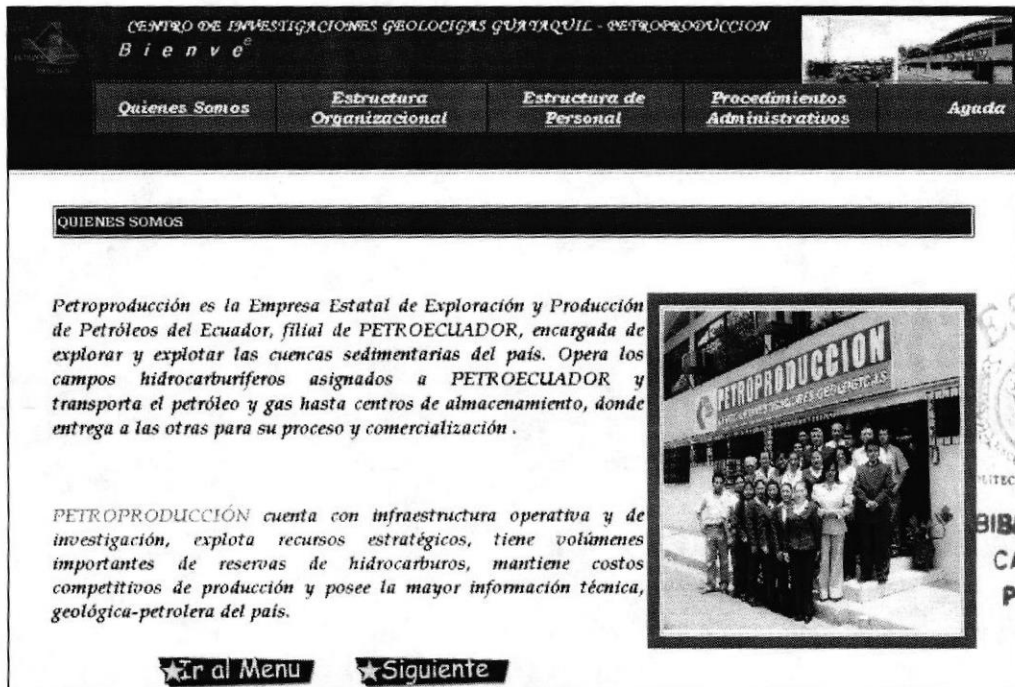 CENTRO DE INVESTIGACIONES GEOLOCIGAS GUAYAQUIL - PETROPRODUCCION
Bienve e
Quienes Somos
Estructura Organizacional
Estructura de Personal
Procedimientos Administrativos
Ayuda
QUIENES SOMOS
Petroproducción es la Empresa Estatal de Exploración y Producción
de Petróleos del Ecuador, filial de PETROECUADOR, encargada de
explorar y explotar las cuencas sedimentarias del país. Opera los
campos hidrocarburíferos asignados a PETROECUADOR y
transporta el petróleo y gas hasta centros de almacenamiento, donde
entrega a las otras para su proceso y comercialización .
PETROPRODUCCIÓN cuenta con infraestructura operativa y de
investigación, explota recursos estratégicos, tiene volúmenes
importantes de reservas de hidrocarburos, mantiene costos
competitivos de producción y posee la mayor información técnica,
geológica-petrolera del país.
PETROPRODUCCION
Ir al Menu
Siguiente